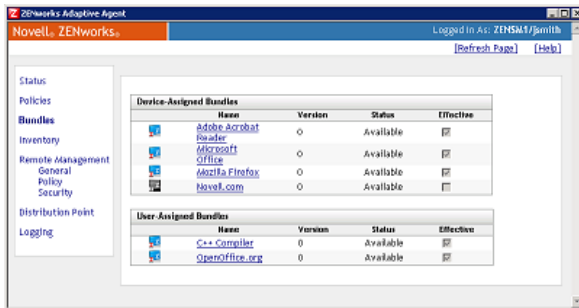 ZENworks Adaptive Agent
Novell® ZENworks®
Logged In As: ZENSM1/jsmith
[Refresh Page] [Help]
Status
Policies
Bundles
Inventory
Remote Management
General
Policy
Security
Distribution Point
Logging
Device-Assigned Bundles
Name Version Status Effective
Adobe Acrobat Reader 0 Available
Microsoft Office 0 Available
Mozilla Firefox 0 Available
Novell.com 0 Available
User-Assigned Bundles
Name Version Status Effective
C++ Compiler 0 Available
OpenOffice.org 0 Available